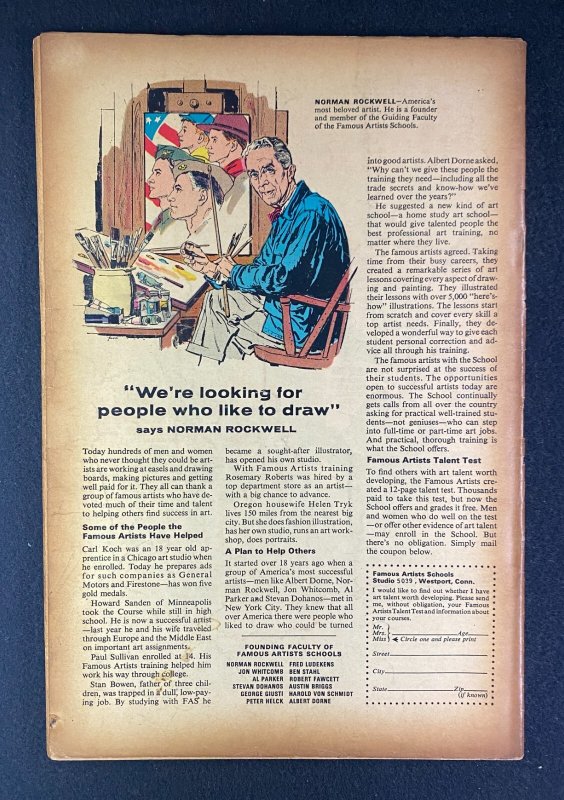 NORMAN ROCKWELL—America's
most beloved artist. He is a founder
and member of the Guiding Faculty
of the Famous Artists Schools.
"We're looking for
people who like to draw"
says NORMAN ROCKWELL
Today hundreds of men and women
who never thought they could be art-
ists are working at easels and drawing
boards, making pictures and getting
well paid for it. They all can thank a
group of famous artists who have de-
voted much of their time and talent
to helping others find success in art.
Some of the People the
Famous Artists Have Helped
Carl Koch was an 18 year old ap-
prentice in a Chicago art studio when
he enrolled. Today he prepares ads
for such companies as General
Motors and Firestone—has won five
gold medals.
Howard Sanden of Minneapolis
took the Course while still in high
school. He is now a successful artist
—last year he and his wife traveled
through Europe and the Middle East
on important art assignments.
Paul Sullivan enrolled at 14. His
Famous Artists training helped him
work his way through college.
Stan Bowen, father of three chil-
dren, was trapped in a dull, low-pay-
ing job. By studying with FAS he
became a sought-after illustrator,
has opened his own studio.
With Famous Artists training
Rosemary Roberts was hired by a
top department store as an artist—
with a big chance to advance.
Oregon housewife Helen Tryk
lives 150 miles from the nearest big
city. But she does fashion illustration,
has her own studio, runs an art work-
shop, does portraits.
A Plan to Help Others
It started over 18 years ago when a
group of America's most successful
artists—men like Albert Dorne, Nor-
man Rockwell, Jon Whitcomb, Al
Parker and Stevan Dohanos—met in
New York City. They knew that all
over America there were people who
liked to draw who could be turned
FOUNDING FACULTY OF
FAMOUS ARTISTS SCHOOLS
NORMAN ROCKWELL FRED LUDEKENS
JON WHITCOMB BEN STAHL
AL PARKER ROBERT FAWCETT
STEVAN DOHANOS AUSTIN BRIGGS
GEORGE GIUSTI HAROLD VON SCHMIDT
PETER HELCK ALBERT DORNE
into good artists. Albert Dorne asked,
"Why can't we give these people the
training they need—including all the
trade secrets and know-how we've
learned over the years?"
He suggested a new kind of art
school—a home study art school—
that would give talented people the
best professional art training, no
matter where they live.
The famous artists agreed. Taking
time from their busy careers, they
created a remarkable series of art
lessons covering every aspect of draw-
ing and painting. They illustrated
their lessons with over 5,000 "here's-
how" illustrations. The lessons start
from scratch and cover every skill a
top artist needs. Finally, they de-
veloped a wonderful way to give each
student personal correction and ad-
vice all through his training.
The famous artists with the School
are not surprised at the success of
their students. The opportunities
open to successful artists today are
enormous. The School continually
gets calls from all over the country
asking for practical well-trained stu-
dents—not geniuses—who can step
into full-time or part-time art jobs.
And practical, thorough training is
what the School offers.
Famous Artists Talent Test
To find others with art talent worth
developing, the Famous Artists cre-
ated a 12-page talent test. Thousands
paid to take this test, but now the
School offers and grades it free. Men
and women who do well on the test
—or offer other evidence of art talent
—may enroll in the School. But
there's no obligation. Simply mail
the coupon below.
Famous Artists Schools
Studio 5039, Westport, Conn.
I would like to find out whether I have
art talent worth developing. Please send
me, without obligation, your Famous
Artists Talent Test and information about
your courses.
Mr.
Mrs. Age
Miss Circle one and please print
Street
City
State Zip
(if known)